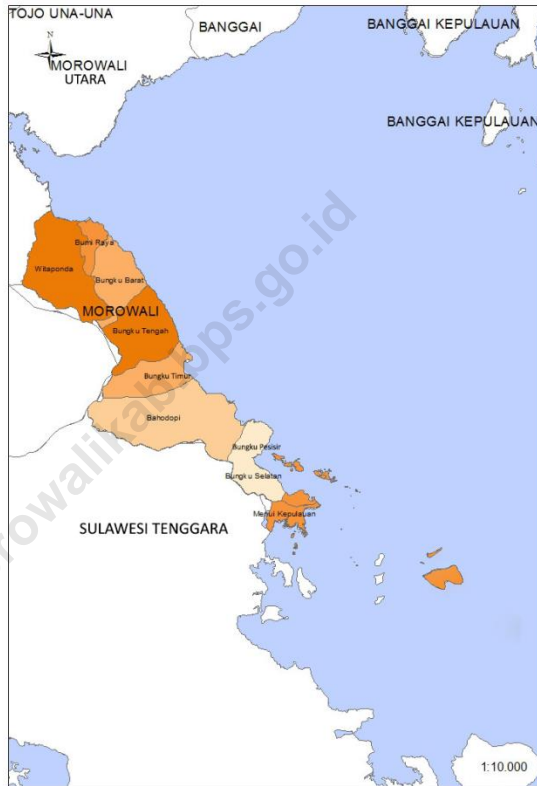 TOJO UNA-UNA
BANGGAI
BANGGAI KEPULAUAN
MOROWALI
UTARA
BANGGAI KEPULAUAN
Bumi Raya
Witaponda
Bungku Barat
MOROWALI
Bungku Tengah
Bungku Timur
Bahodopi
Bungku Pesisir
Bungku Selatan
Menui Kepulauan
SULAWESI TENGGARA
1:10.000
rowalikab.bps.go.id